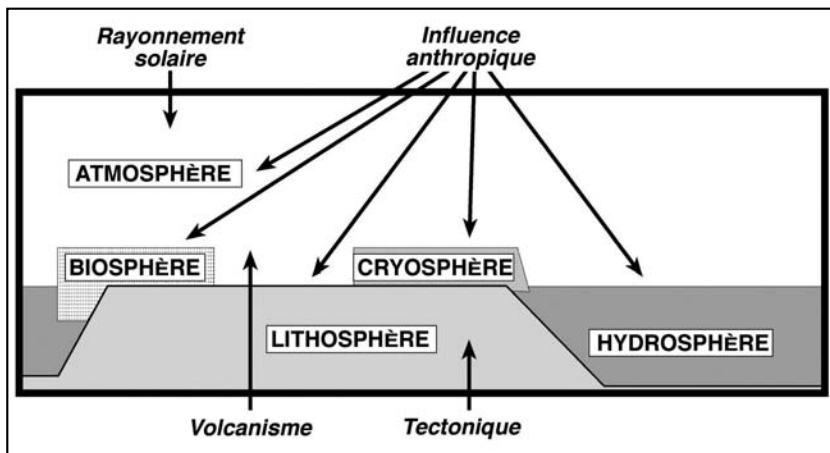 Rayonnement
solaire
Influence
anthropique
ATMOSPHÈRE
BIOSPHÈRE
CRYOSPHÈRE
LITHOSPHÈRE
HYDROSPHÈRE
Volcanisme
Tectonique